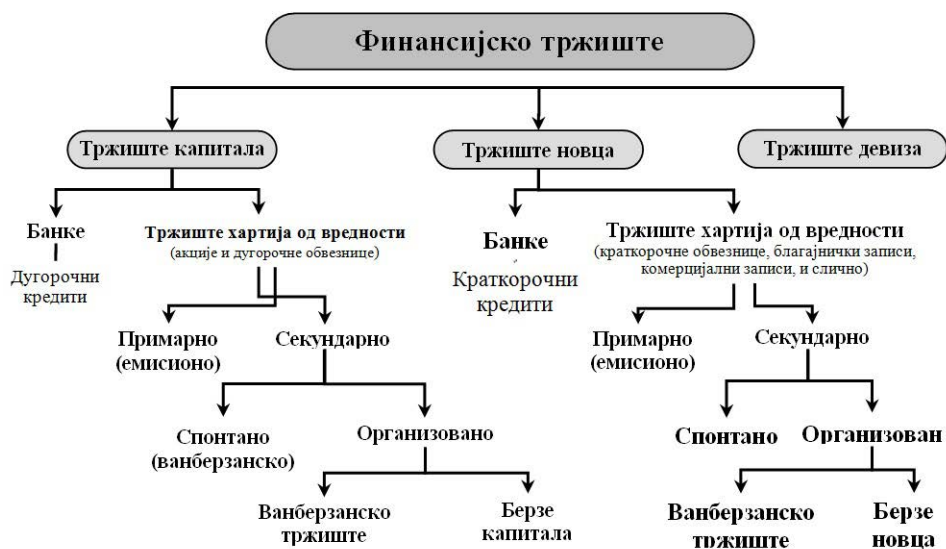 Финансијско тржиште
Тржиште капитала
Тржиште новца
Тржиште девиза
Банке
Дугорочни
кредити
Тржиште хартија од вредности
(акције и дугорочне обвезнице)
Примарно
(емисионо)
Секундарно
Спонтано
(ванберзанско)
Организовано
Ванберзанско
тржиште
Берзе
капитала
Банке
Краткорочни
кредити
Тржиште хартија од вредности
(краткорочне обвезнице, благајнички записи,
комерцијални записи, и слично)
Примарно
(емисионо)
Секундарно
Спонтано
Организован
Ванберзанско
тржиште
Берзе
новца